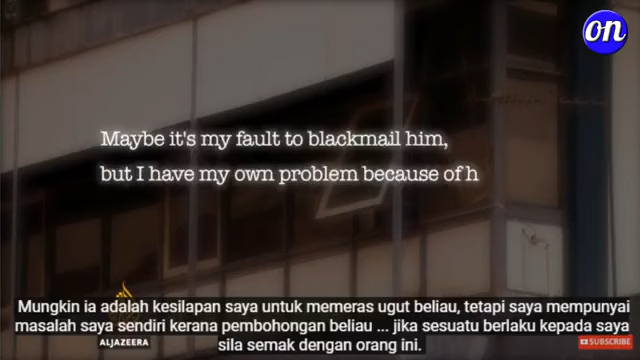 on
Maybe it's my fault to blackmail him,
but I have my own problem because of h
Mungkin ia adalah kesilapan saya untuk memeras ugut beliau, tetapi saya mempunyai
masalah saya sendiri kerana pembohongan beliau ... jika sesuatu berlaku kepada saya
sila semak dengan orang ini.
ALJAZEERA
SUBSCRIBE